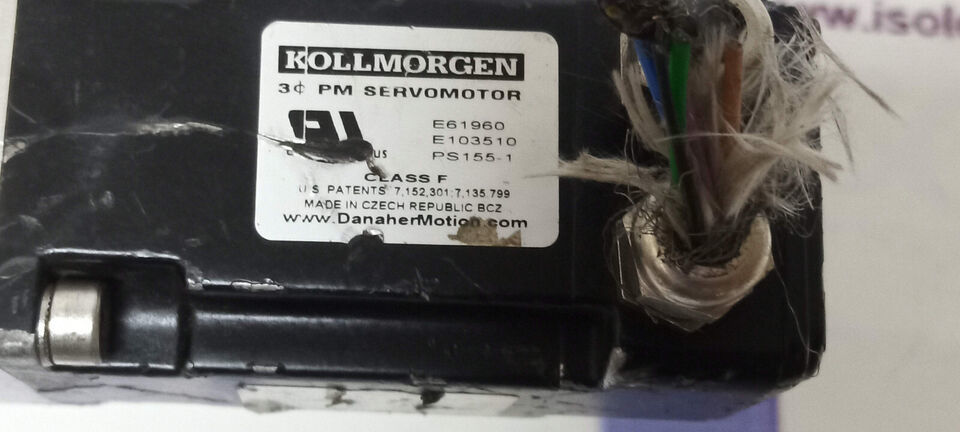 www.isol
KOLLMORGEN
3¢ PM SERVOMOTOR
E61960
E103510
us PS155-1
CLASS F
U.S PATENTS 7,152,301;7,135.799
MADE IN CZECH REPUBLIC BCZ
www.DanaherMotion.com